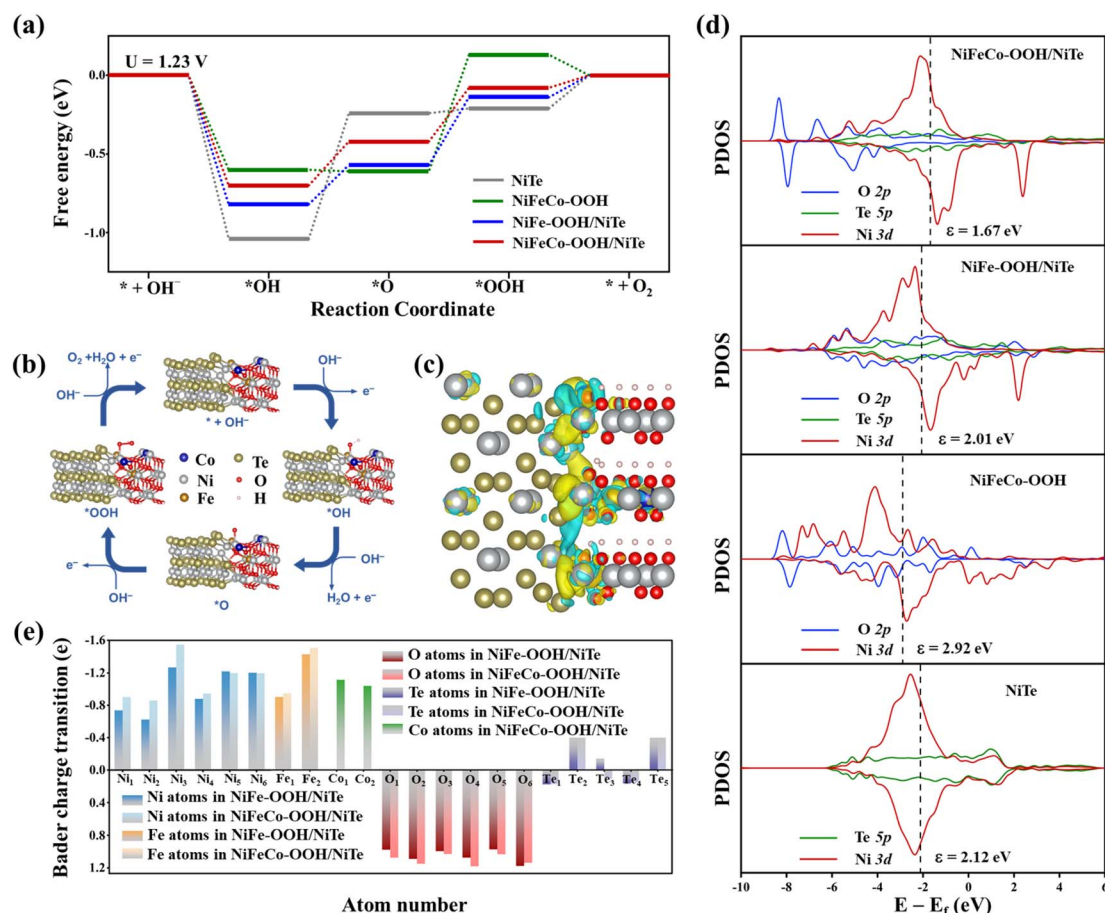 (a)
U = 1.23 V
Free energy (eV)
0.0
-0.5
-1.0
NiTe
NiFeCo-OOH
NiFe-OOH/NiTe
NiFeCo-OOH/NiTe
* + OH⁻
*OH
*O
*OOH
* + O₂
Reaction Coordinate
(b)
O₂ +H₂O + e⁻
OH⁻
OH⁻
e⁻
* + OH⁻
Co
Te
Ni
O
Fe
H
*OOH
*OH
e⁻
OH⁻
*O
OH⁻
H₂O + e⁻
(c)
(d)
PDOS
NiFeCo-OOH/NiTe
O 2p
Te 5p
Ni 3d
ε = 1.67 eV
PDOS
NiFe-OOH/NiTe
O 2p
Te 5p
Ni 3d
ε = 2.01 eV
PDOS
NiFeCo-OOH
O 2p
Ni 3d
ε = 2.92 eV
PDOS
NiTe
Te 5p
Ni 3d
ε = 2.12 eV
-10 -8 -6 -4 -2 0 2 4 6
E – E_f (eV)
(e)
Bader charge transition (e)
-1.6
-1.2
-0.8
-0.4
0.0
0.4
0.8
1.2
O atoms in NiFe-OOH/NiTe
O atoms in NiFeCo-OOH/NiTe
Te atoms in NiFe-OOH/NiTe
Te atoms in NiFeCo-OOH/NiTe
Co atoms in NiFeCo-OOH/NiTe
Ni₁ Ni₂ Ni₃ Ni₄ Ni₅ Ni₆ Fe₁ Fe₂ Co₁ Co₂ O₁ O₂ O₃ O₄ O₅ O₆ Te₁ Te₂ Te₃ Te₄ Te₅
Ni atoms in NiFe-OOH/NiTe
Ni atoms in NiFeCo-OOH/NiTe
Fe atoms in NiFe-OOH/NiTe
Fe atoms in NiFeCo-OOH/NiTe
Atom number